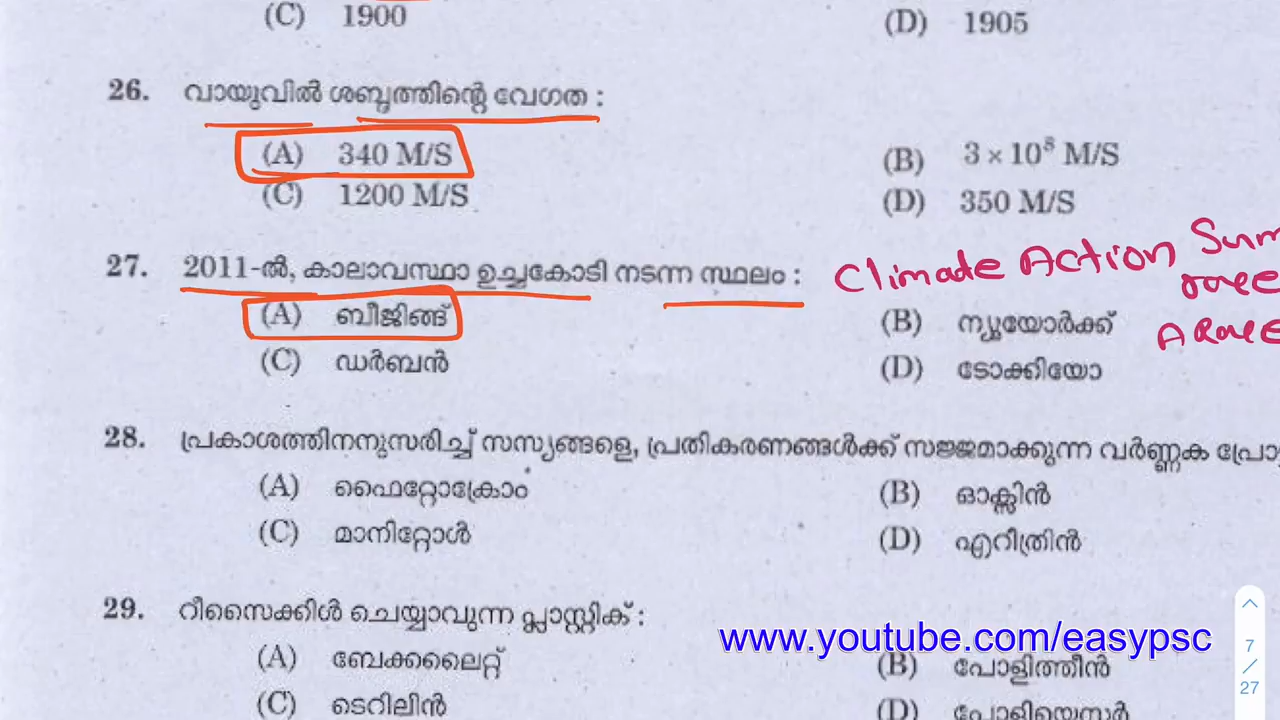 (C) 1900 (D) 1905
26. വായുവിൽ ശബ്ദത്തിന്റെ വേഗത :
(A) 340 M/S (B) 3 × 10⁸ M/S
(C) 1200 M/S (D) 350 M/S
27. 2011-ൽ, കാലാവസ്ഥാ ഉച്ചകോടി നടന്ന സ്ഥലം : Climate Action
(A) ബീജിങ്ങ് (B) ന്യൂയോർക്ക്
(C) ഡർബൻ (D) ടോക്കിയോ
28. പ്രകാശത്തിനനുസരിച്ച് സസ്യങ്ങളെ, പ്രതികരണങ്ങൾക്ക് സജ്ജമാക്കുന്ന വർണ്ണക
(A) ഫൈറ്റോക്രോം (B) ഓക്സിൻ
(C) മാനിറ്റോൾ (D) എറീത്രിൻ
29. റീസൈക്കിൾ ചെയ്യാവുന്ന പ്ലാസ്റ്റിക് :
www.youtube.com/easypsc
(A) ബേക്കലൈറ്റ് (B) പോളിത്തീൻ
(C) ടെറിലിൻ (D) പോളിയെസ്റ്റർ
7
/
27